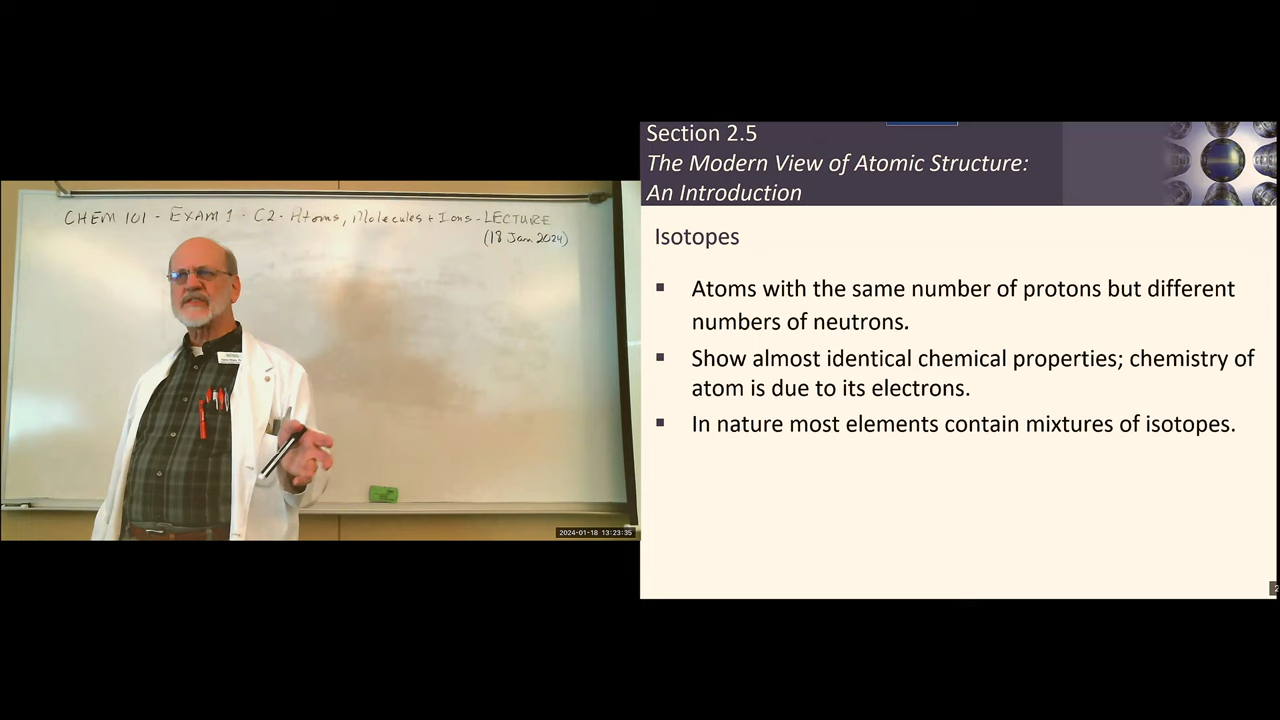 CHEM 101 - EXAM 1 - C2 - Atoms, Molecules + Ions - LECTURE
(18 Jan 2024)
2024-01-18 13:23:35
Section 2.5
The Modern View of Atomic Structure:
An Introduction
Isotopes
▪ Atoms with the same number of protons but different
numbers of neutrons.
▪ Show almost identical chemical properties; chemistry of
atom is due to its electrons.
▪ In nature most elements contain mixtures of isotopes.